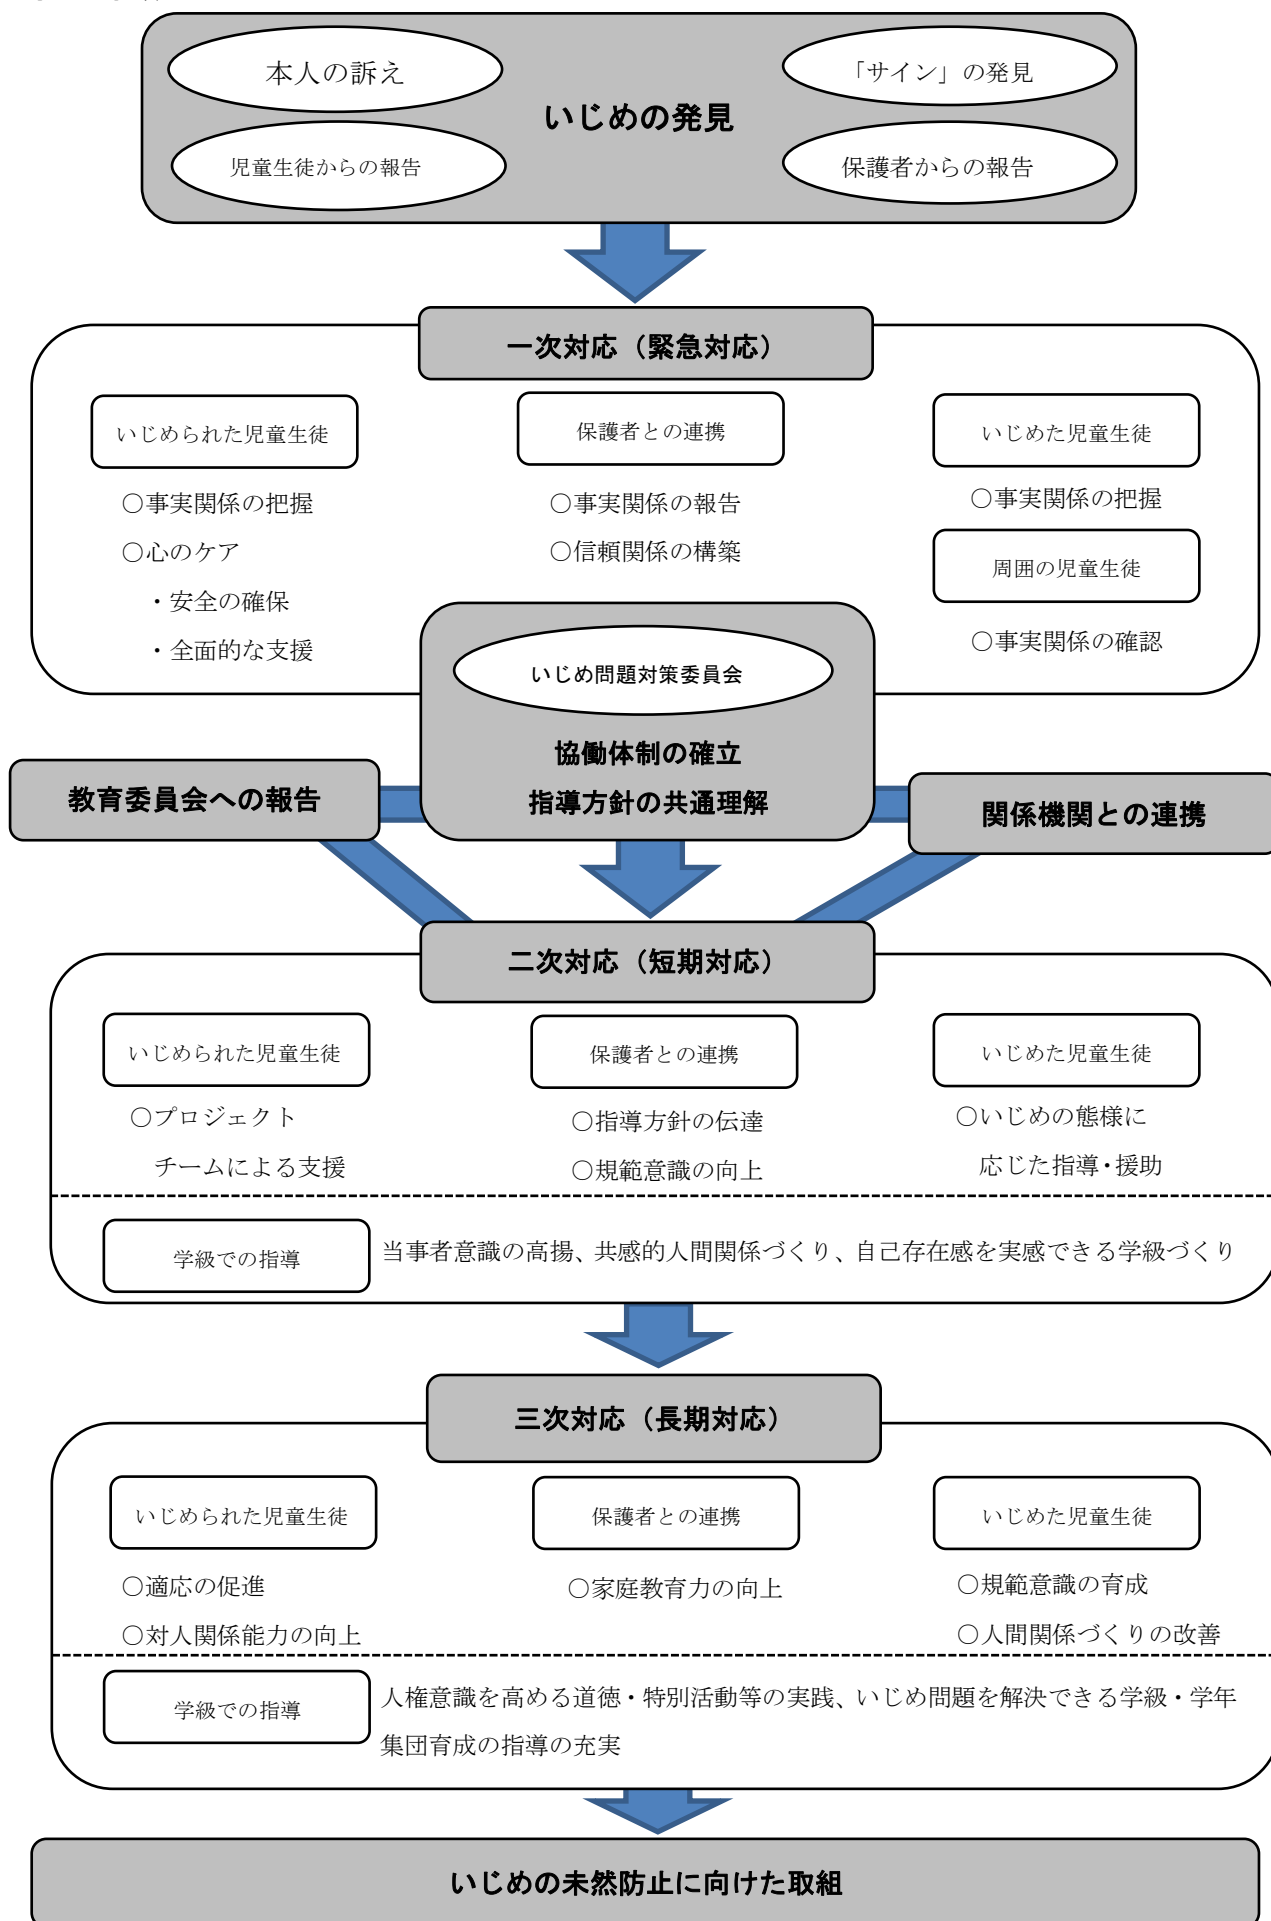 本人の訴え
「サイン」の発見
いじめの発見
児童生徒からの報告
保護者からの報告
一次対応（緊急対応）
いじめられた児童生徒
○事実関係の把握
○心のケア
・安全の確保
・全面的な支援
保護者との連携
○事実関係の報告
○信頼関係の構築
いじめた児童生徒
○事実関係の把握
周囲の児童生徒
○事実関係の確認
いじめ問題対策委員会
協働体制の確立
指導方針の共通理解
教育委員会への報告
関係機関との連携
二次対応（短期対応）
いじめられた児童生徒
○プロジェクト
チームによる支援
保護者との連携
○指導方針の伝達
○規範意識の向上
いじめた児童生徒
○いじめの態様に
応じた指導・援助
学級での指導
当事者意識の高揚、共感的人間関係づくり、自己存在感を実感できる学級づくり
三次対応（長期対応）
いじめられた児童生徒
○適応の促進
○対人関係能力の向上
保護者との連携
○家庭教育力の向上
いじめた児童生徒
○規範意識の育成
○人間関係づくりの改善
学級での指導
人権意識を高める道徳・特別活動等の実践、いじめ問題を解決できる学級・学年
集団育成の指導の充実
いじめの未然防止に向けた取組